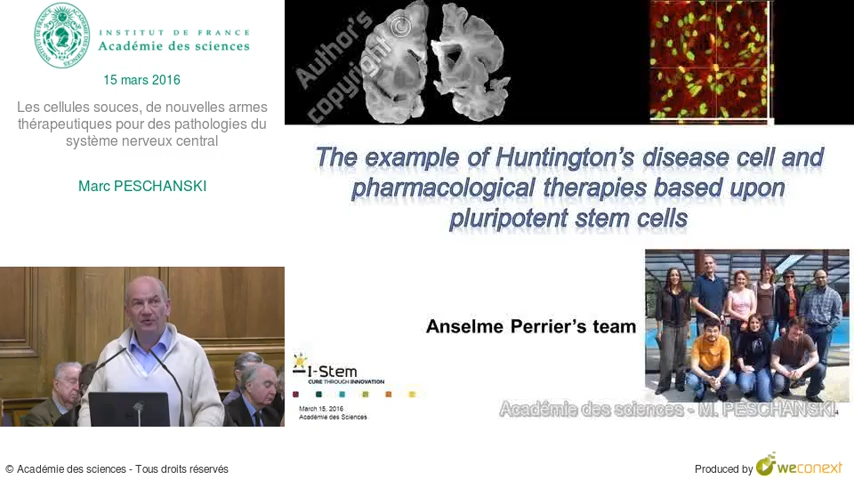 INSTITUT DE FRANCE
Académie des sciences
15 mars 2016
Les cellules souces, de nouvelles armes
thérapeutiques pour des pathologies du
système nerveux central
Marc PESCHANSKI
Author's
copyright ©
The example of Huntington's disease cell and
pharmacological therapies based upon
pluripotent stem cells
Anselme Perrier's team
I-Stem
CURE THROUGH INNOVATION
March 15, 2016
Académie des Sciences
Académie des sciences - M. PESCHANSKI
© Académie des sciences - Tous droits réservés
Produced by weconext